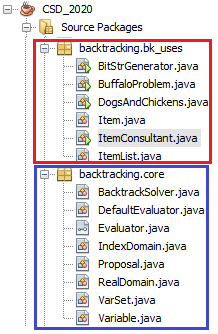 CSD_2020
Source Packages
backtracking.bk_uses
BitStrGenerator.java
BuffaloProblem.java
DogsAndChickens.java
Item.java
ItemConsultant.java
ItemList.java
backtracking.core
BacktrackSolver.java
DefaultEvaluator.java
Evaluator.java
IndexDomain.java
Proposal.java
RealDomain.java
VarSet.java
Variable.java